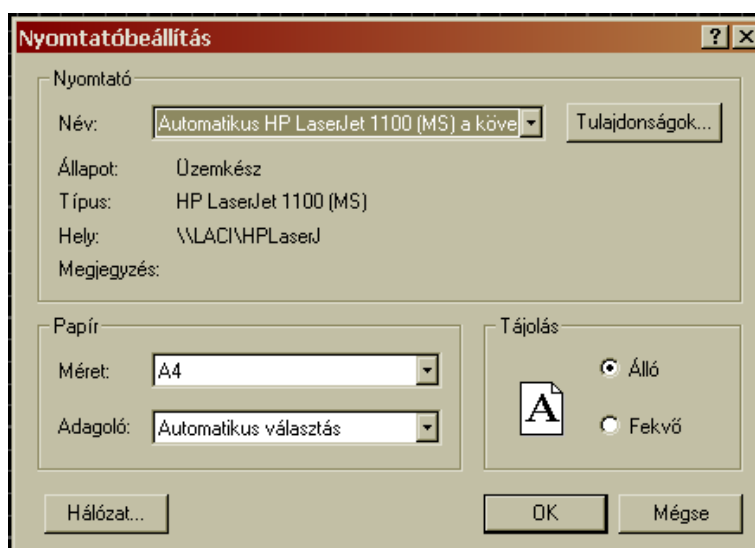 Nyomtatóbeállítás
Nyomtató
Név: Automatikus HP LaserJet 1100 (MS) a köve Tulajdonságok...
Állapot: Üzemkész
Típus: HP LaserJet 1100 (MS)
Hely: \\LACI\HPLaserJ
Megjegyzés:
Papír
Méret: A4
Adagoló: Automatikus választás
Tájolás
A
Álló
Fekvő
Hálózat... OK Mégse